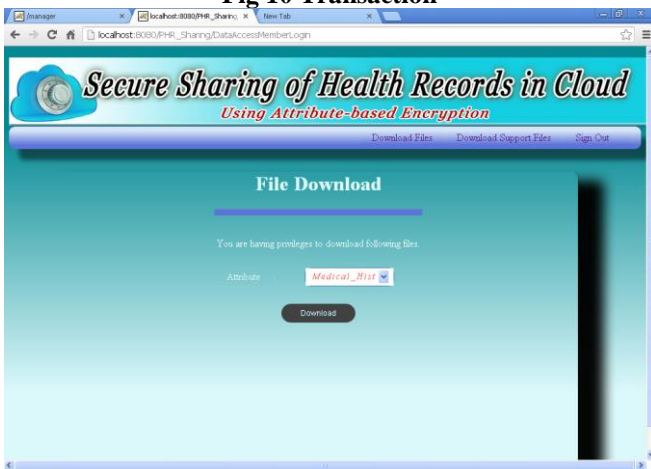 Fig 10 Transaction
/manager
localhost:8080/PHR_Sharing
New Tab
localhost:8080/PHR_Sharing/DataAccessMemberLogin
Secure Sharing of Health Records in Cloud
Using Attribute-based Encryption
Download Files Download Support Files Sign Out
File Download
You are having privileges to download following files
Attribute : Medical_Hist
Download